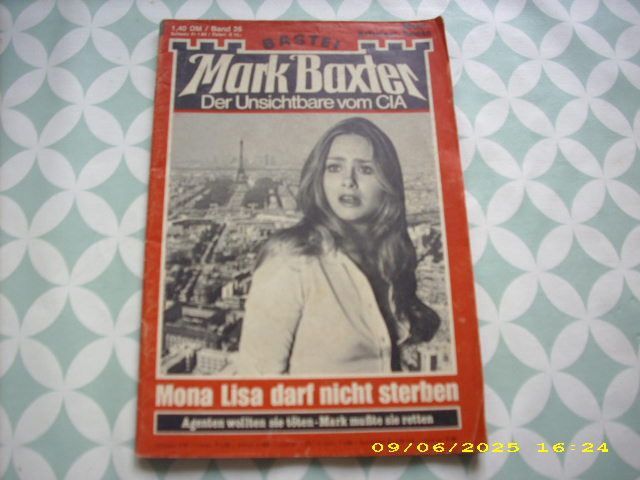 1,40 DM / Band 36
BASTEI
Mark Baxter
Der Unsichtbare vom CIA
Mona Lisa darf nicht sterben
Agenten wollten sie töten · Mark mußte sie retten
09/06/2025 16:24